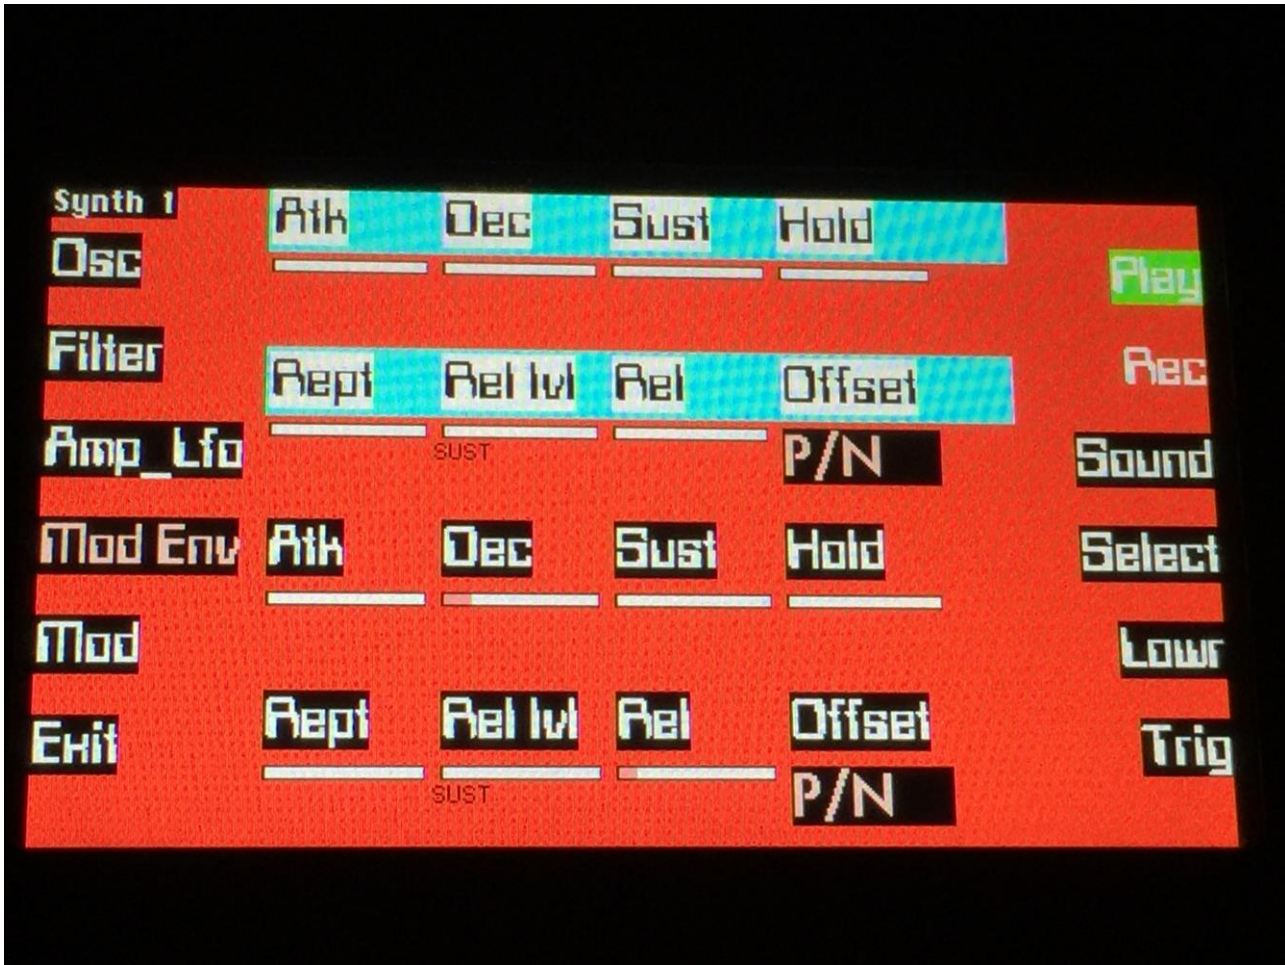 Synth 1
Atk Dec Sust Hold
Osc
Play
Filter
Rept Rel lvl Rel Offset
Rec
Amp_Lfo
SUST
P/N
Sound
Mod Env
Atk Dec Sust Hold
Select
Mod
Lowr
Rept Rel lvl Rel Offset
Exit
Trig
SUST
P/N